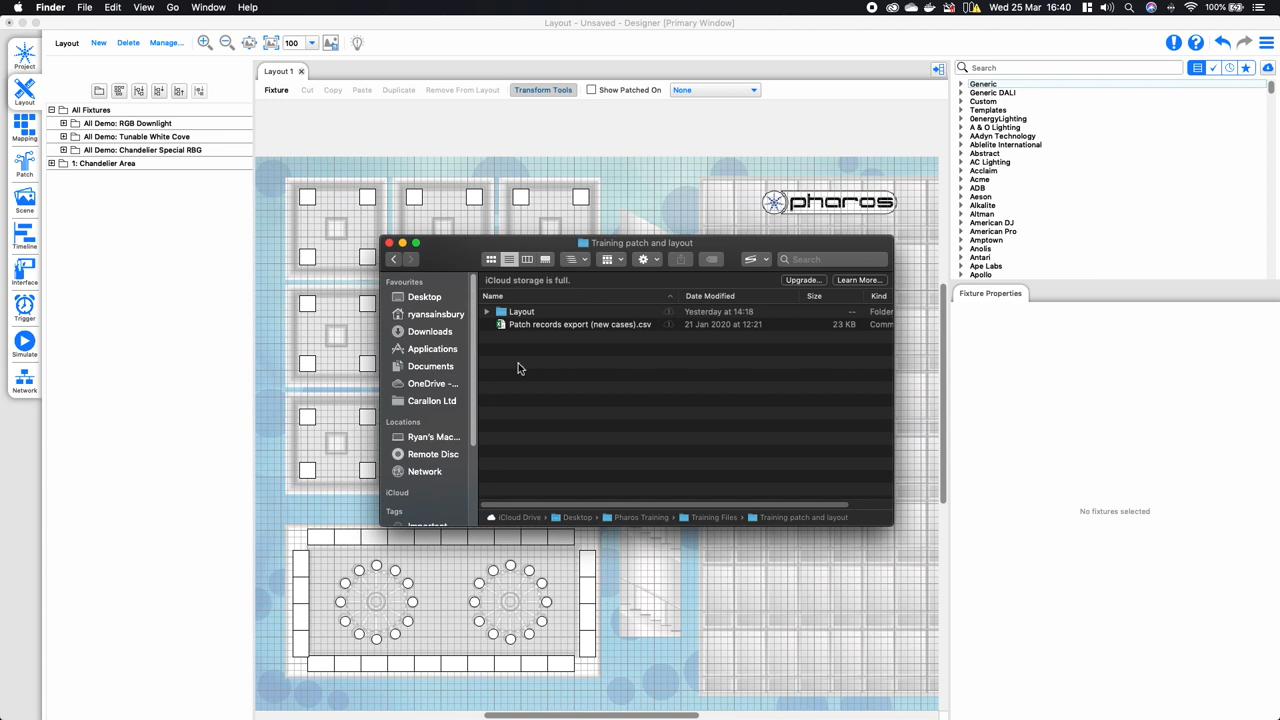 Finder File Edit View Go Window Help
100% Wed 25 Mar 16:40
Layout - Unsaved - Designer [Primary Window]
Layout New Delete Manage... 100
Project
Layout
Mapping
Patch
Scene
Timeline
Interface
Trigger
Simulate
Network
All Fixtures
All Demo: RGB Downlight
All Demo: Tunable White Cove
All Demo: Chandelier Special RBG
1: Chandelier Area
Layout 1
Fixture Cut Copy Paste Duplicate Remove From Layout Transform Tools Show Patched On None
pharos
Training patch and layout
Search
Favourites
Desktop
ryansainsbury
Downloads
Applications
Documents
OneDrive -...
Carallon Ltd
Locations
Ryan's Mac...
Remote Disc
Network
iCloud
Tags
Important
iCloud storage is full. Upgrade... Learn More...
Name Date Modified Size Kind
Layout Yesterday at 14:18 -- Folder
Patch records export (new cases).csv 21 Jan 2020 at 12:21 23 KB Comm
iCloud Drive Desktop Pharos Training Training Files Training patch and layout
Search
Generic
Generic DALI
Custom
Templates
0energyLighting
A & O Lighting
AAdyn Technology
Ablelite International
Abstract
AC Lighting
Acclaim
Acme
ADB
Aeson
Alkalite
Altman
American DJ
American Pro
Amptown
Anolis
Antari
Ape Labs
Apollo
Fixture Properties
No fixtures selected